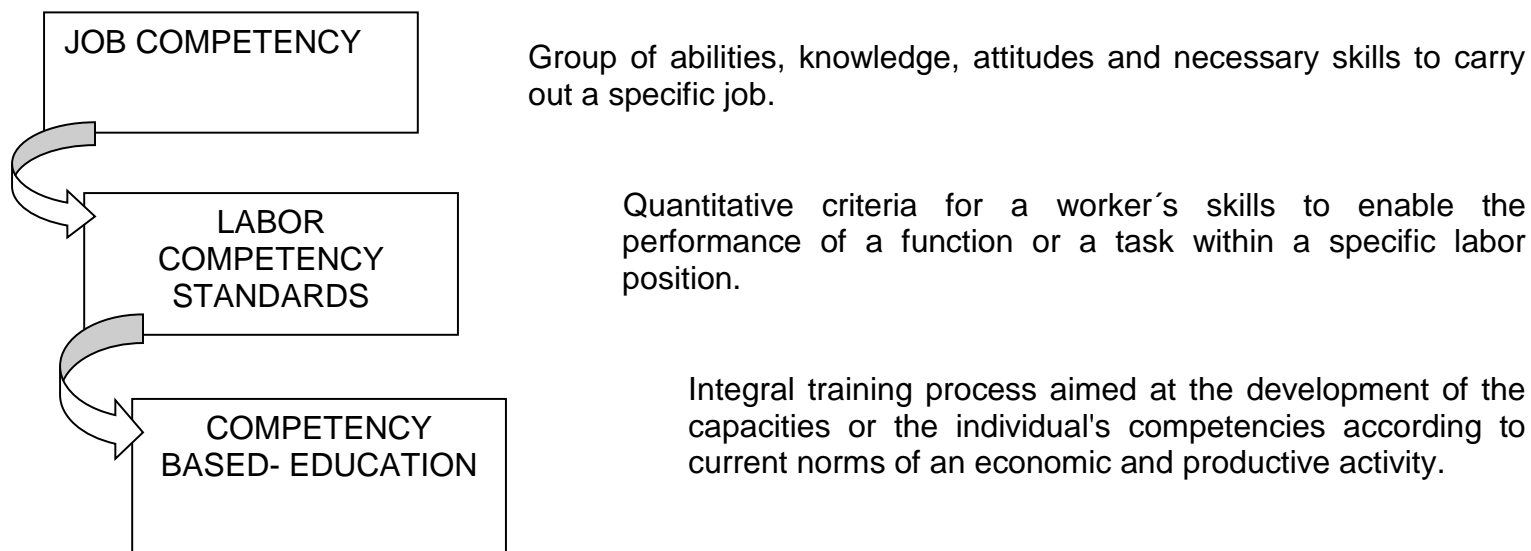 JOB COMPETENCY
Group of abilities, knowledge, attitudes and necessary skills to carry
out a specific job.
LABOR
COMPETENCY
STANDARDS
Quantitative criteria for a worker´s skills to enable the
performance of a function or a task within a specific labor
position.
COMPETENCY
BASED- EDUCATION
Integral training process aimed at the development of the
capacities or the individual's competencies according to
current norms of an economic and productive activity.